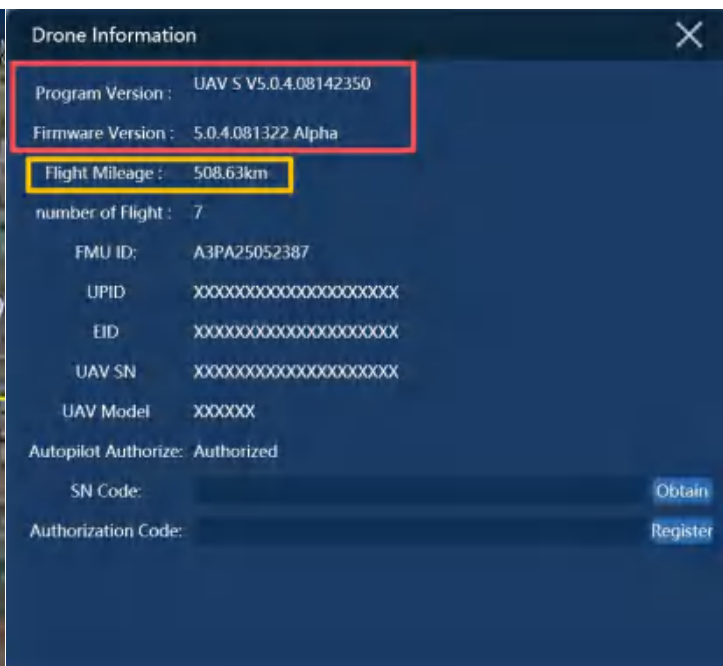 Drone Information
Program Version : UAV S V5.0.4.08142350
Firmware Version : 5.0.4.081322 Alpha
Flight Mileage : 508.63km
number of Flight : 7
FMU ID: A3PA25052387
UPID XXXXXXXXXXXXXXXXXXXX
EID XXXXXXXXXXXXXXXXXXXX
UAV SN XXXXXXXXXXXXXXXXXXXX
UAV Model XXXXXX
Autopilot Authorize: Authorized
SN Code: Obtain
Authorization Code: Register